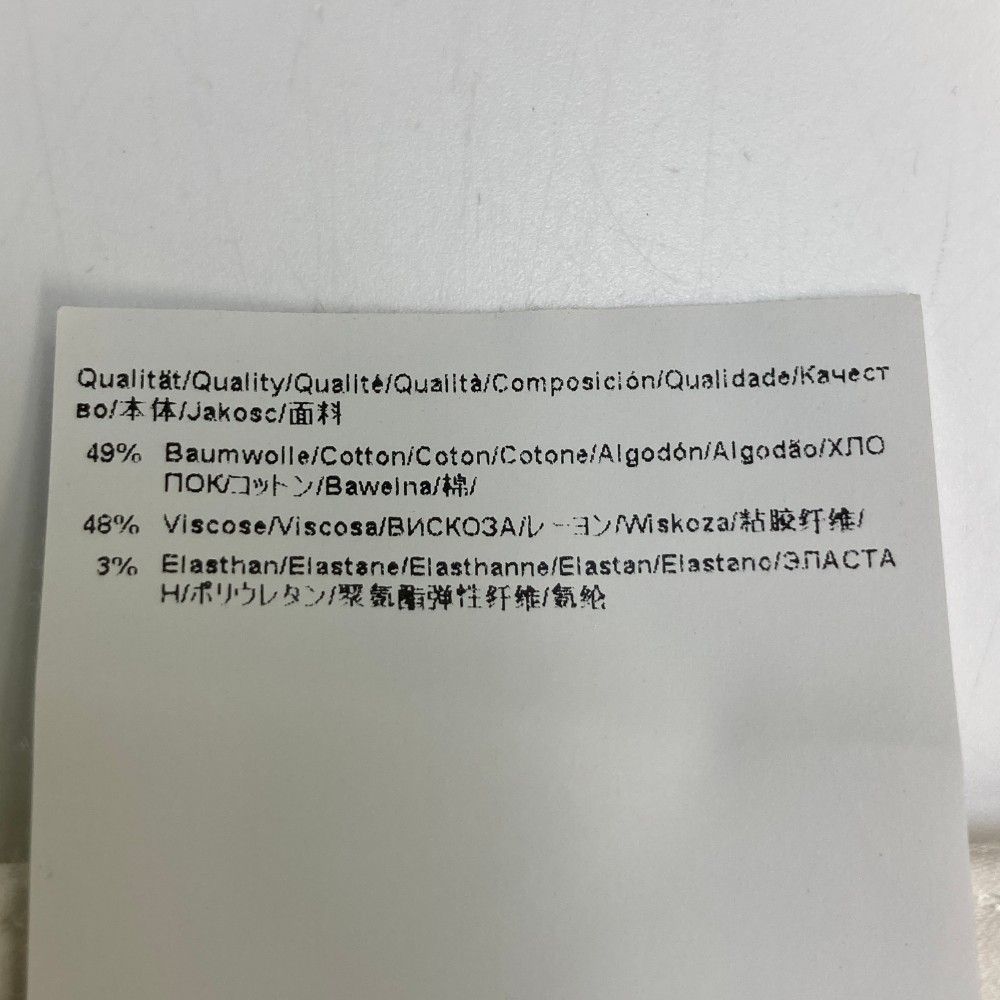 Qualität/Quality/Qualité/Qualità/Composición/Qualidade/Качест
во/本体/Jakosc/面料
49% Baumwolle/Cotton/Coton/Cotone/Algodón/Algodão/ХЛО
ПОК/コットン/Bawelna/棉/
48% Viscose/Viscosa/ВИСКОЗА/レーヨン/Wiskoza/粘胶纤维/
3% Elasthan/Elastane/Elasthanne/Elastan/Elastano/ЭЛАСТА
Н/ポリウレタン/聚氨酯弹性纤维/氨纶